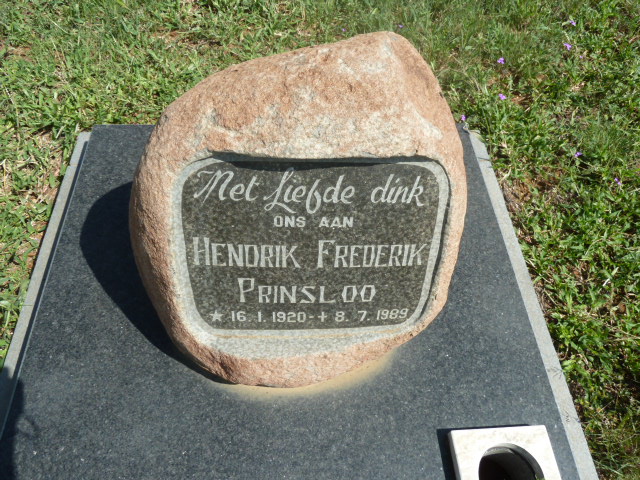 Met Liefde dink
ONS AAN
HENDRIK FREDERIK
PRINSLOO
★ 16.1.1920 - + 8.7.1989